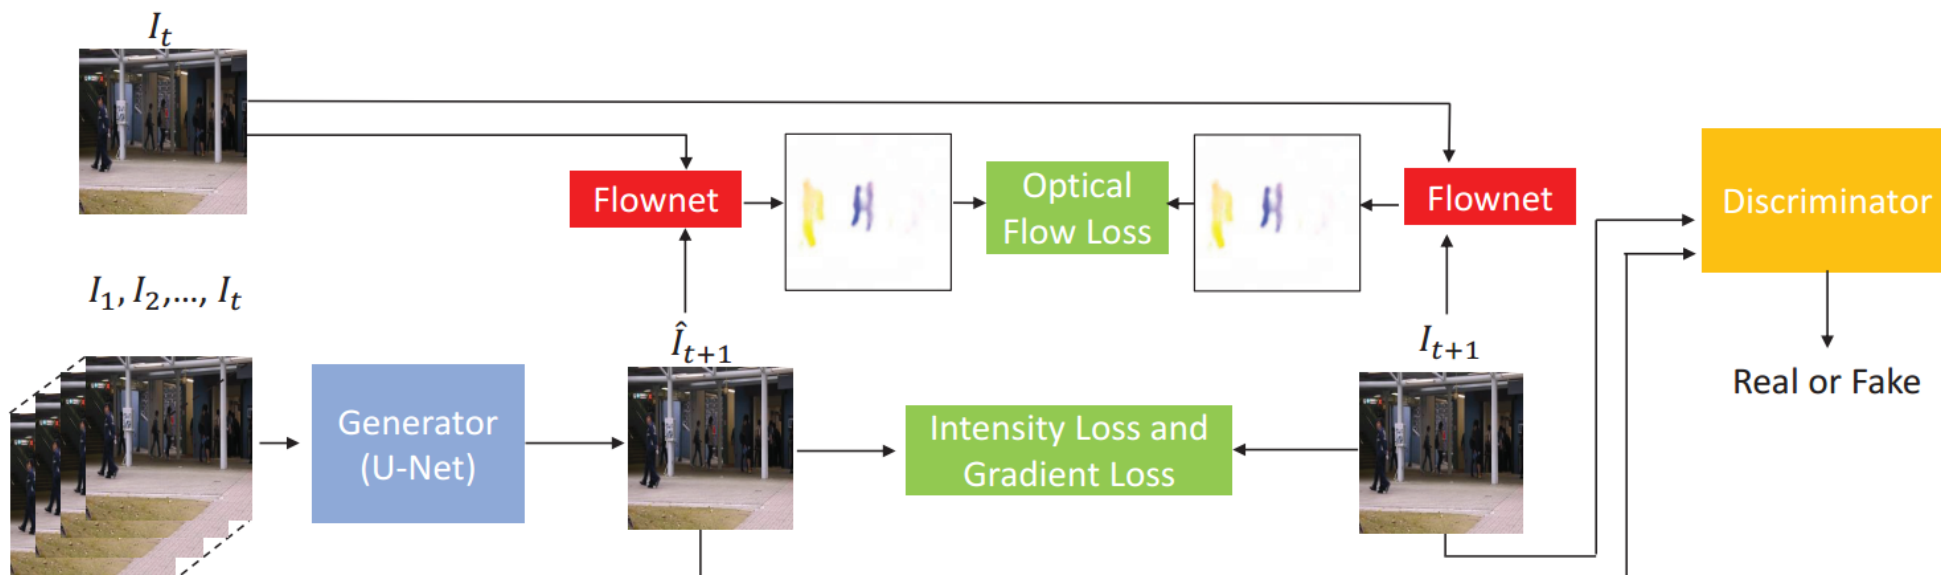 I_t
Flownet
Optical
Flow Loss
Flownet
Discriminator
I_1, I_2,..., I_t
Î_{t+1}
I_{t+1}
Real or Fake
Generator
(U-Net)
Intensity Loss and
Gradient Loss